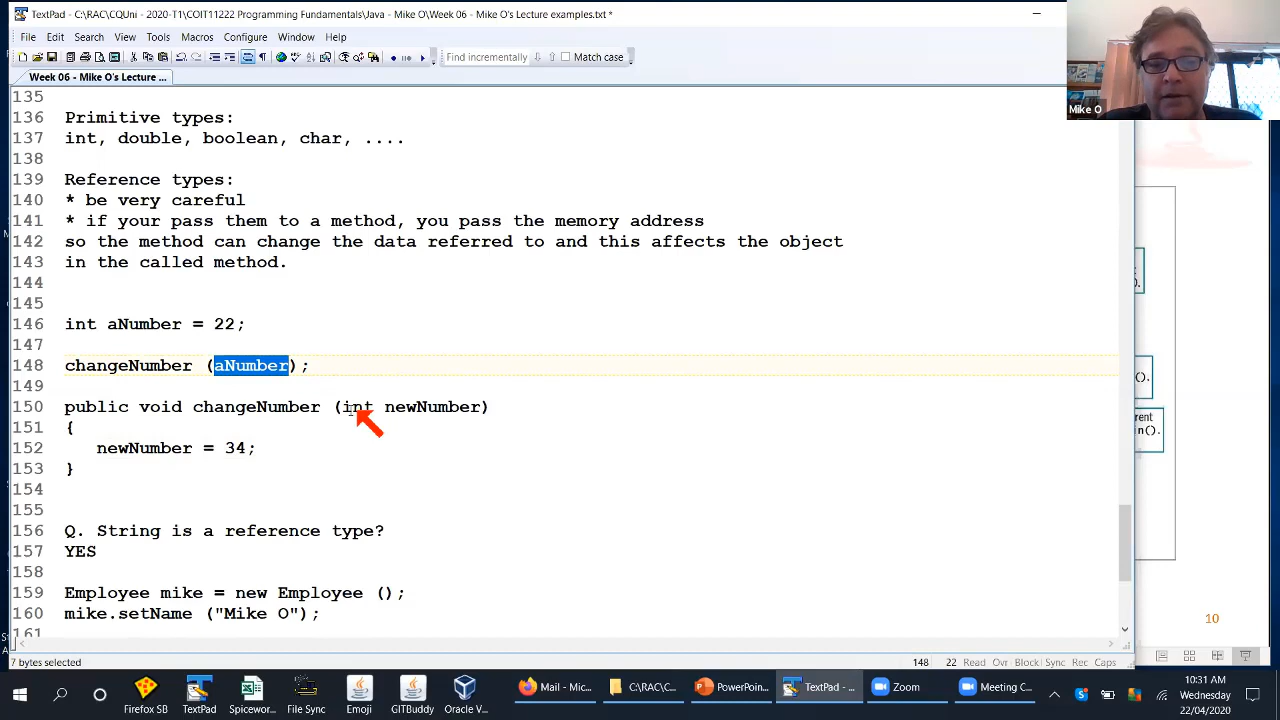 TextPad - C:\RAC\CQUni - 2020-T1\COIT11222 Programming Fundamentals\Java - Mike O\Week 06 - Mike O's Lecture examples.txt *
File Edit Search View Tools Macros Configure Window Help
Find incrementally Match case
Week 06 - Mike O's Lecture ...
Mike O
135
136 Primitive types:
137 int, double, boolean, char, ....
138
139 Reference types:
140 * be very careful
141 * if your pass them to a method, you pass the memory address
142 so the method can change the data referred to and this affects the object
143 in the called method.
144
145
146 int aNumber = 22;
147
148 changeNumber (aNumber);
149
150 public void changeNumber (int newNumber)
151 {
152 newNumber = 34;
153 }
154
155
156 Q. String is a reference type?
157 YES
158
159 Employee mike = new Employee ();
160 mike.setName ("Mike O");
161
().
rent
n().
10
7 bytes selected 148 22 Read Ovr Block Sync Rec Caps
Firefox SB TextPad Spicewor... File Sync Emoji GITBuddy Oracle V...
Mail - Mic... C:\RAC\C... PowerPoin... TextPad - ... Zoom Meeting C...
10:31 AM
Wednesday
22/04/2020